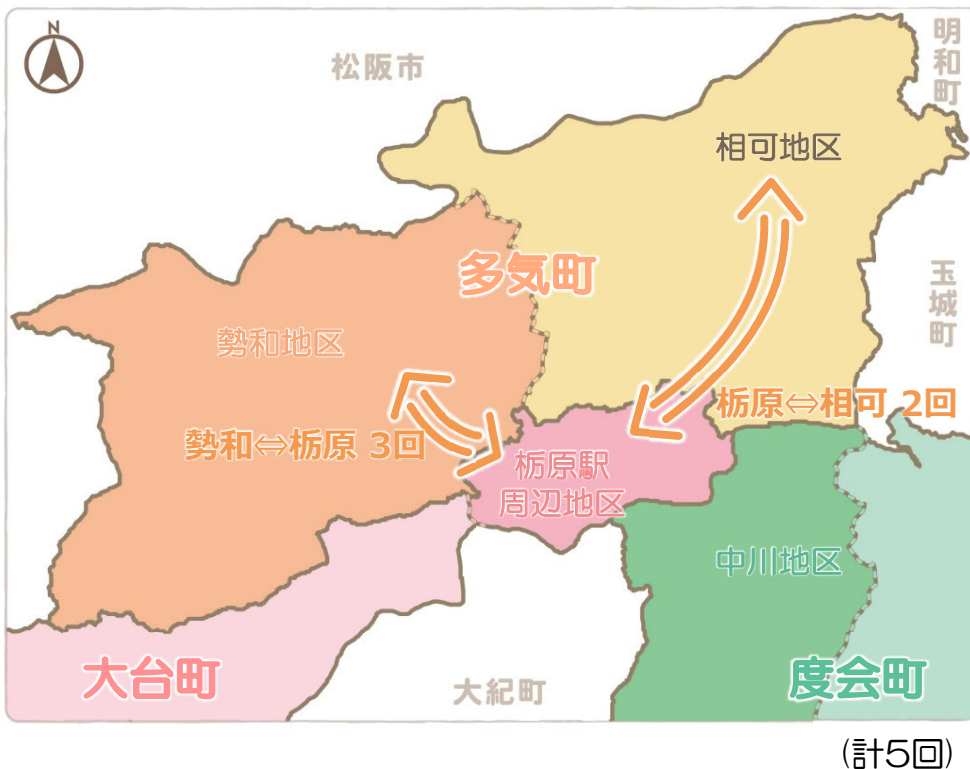 N
松阪市
明和町
相可地区
多気町
玉城町
勢和地区
栃原⇔相可 2回
勢和⇔栃原 3回
栃原駅
周辺地区
中川地区
大台町
大紀町
度会町
(計5回)